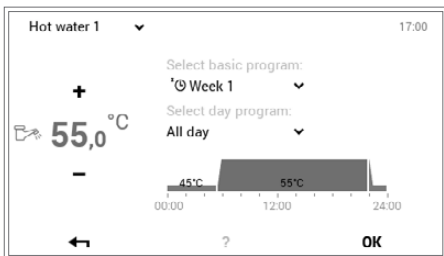 Hot water 1
17:00
Select basic program:
Week 1
+
Select day program:
55,0 °C
All day
−
45°C
55°C
00:00
12:00
24:00
?
OK